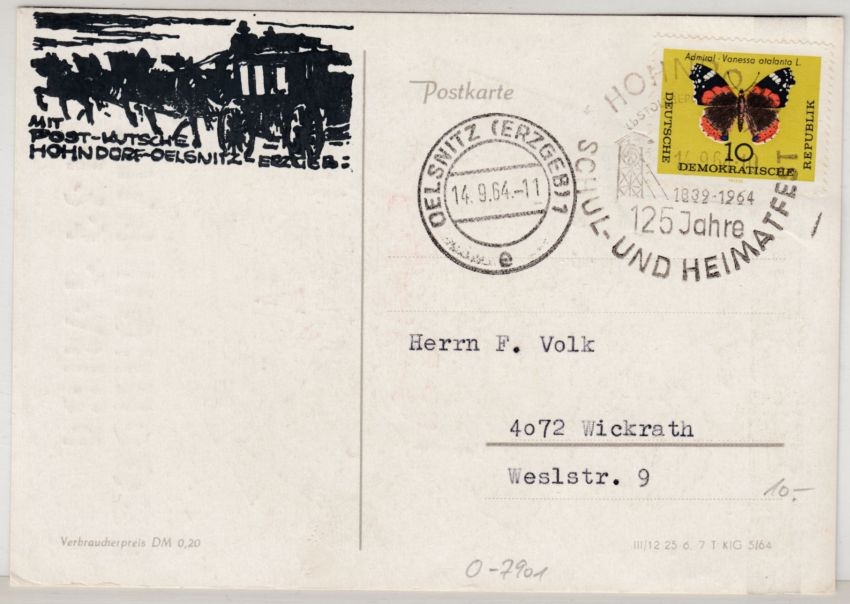 MIT
POST-KUTSCHE
HOHNDORF-OELSNITZ-ERZGEB:
Postkarte
OELSNITZ (ERZGEB) 1
14.9.64.-11
e
HOHND
1839-1964
125 Jahre
SCHUL- UND HEIMATFEST
Admiral · Vanessa atalanta L.
DEUTSCHE
10
DEMOKRATISCHE
REPUBLIK
Herrn F. Volk
4o72 Wickrath
Weslstr. 9
10.-
Verbraucherpreis DM 0,20
III/12 25 6. 7 T KIG 5/64
O-7901